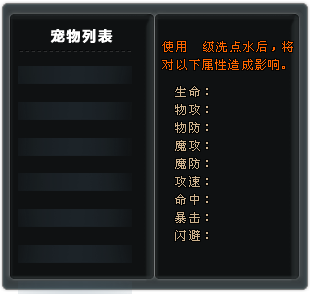 宠物列表
使用　级洗点水后，将
对以下属性造成影响。
生命：
物攻：
物防：
魔攻：
魔防：
攻速：
命中：
暴击：
闪避：